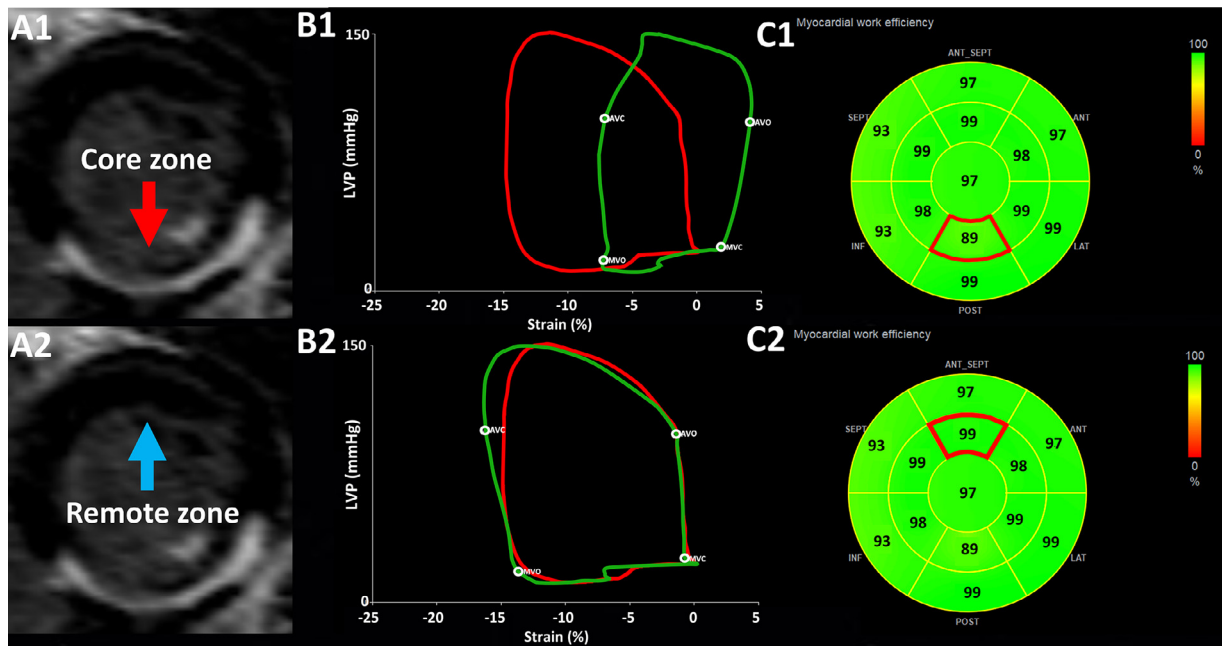 A1
Core zone
B1
150
LVP (mmHg)
0
AVC
AVO
MVO
MVC
-25
-20
-15
-10
-5
0
5
Strain (%)
C1
Myocardial work efficiency
ANT_SEPT
97
SEPT
93
99
ANT
97
99
98
97
INF
93
98
99
LAT
99
89
99
POST
100
0
%
A2
Remote zone
B2
150
LVP (mmHg)
0
AVC
AVO
MVO
MVC
-25
-20
-15
-10
-5
0
5
Strain (%)
C2
Myocardial work efficiency
ANT_SEPT
97
SEPT
93
99
ANT
97
99
98
97
INF
93
98
99
LAT
99
89
99
POST
100
0
%